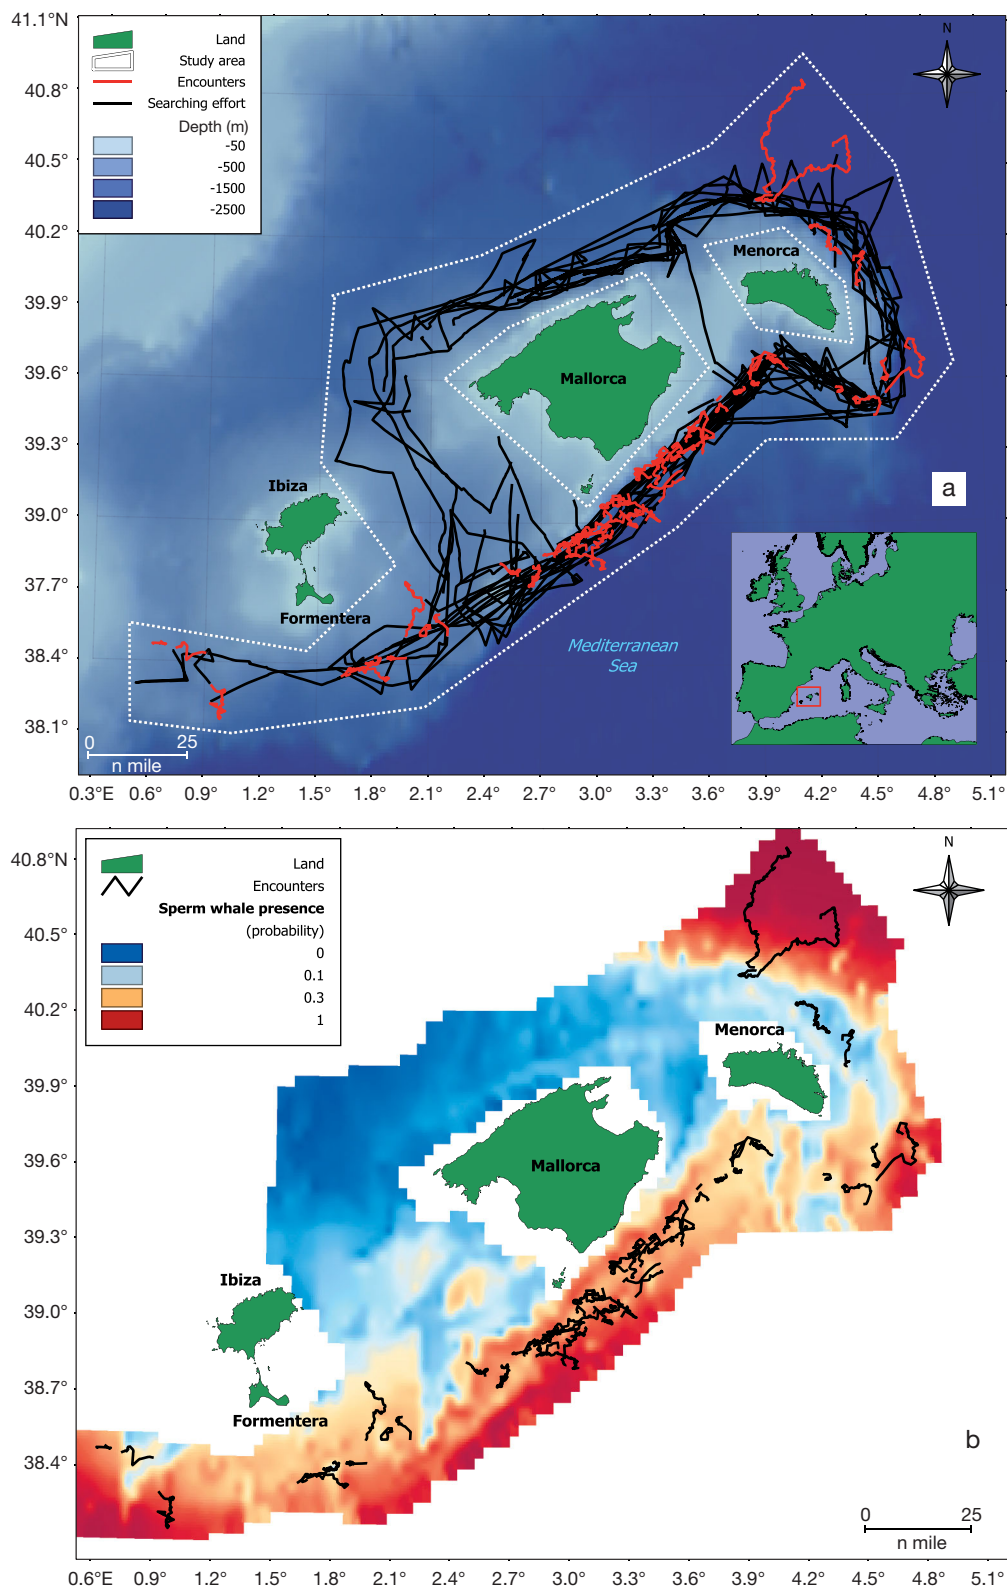 41.1°
40.8°
40.5°
40.2°
39.9°
39.6°
39.3°
39.0°
37.7°
38.4°
38.1°
Land
Study area
Encounters
Searching effort
Depth (m)
-50
-500
-1500
-2500
N
Menorca
Mallorca
Ibiza
Formentera
a
Mediterranean
Sea
0 25
n mile
0.3°E 0.6° 0.9° 1.2° 1.5° 1.8° 2.1° 2.4° 2.7° 3.0° 3.3° 3.6° 3.9° 4.2° 4.5° 4.8° 5.1°
40.8°N
40.5°
40.2°
39.9°
39.6°
39.3°
39.0°
38.7°
38.4°
Land
Encounters
Sperm whale presence
(probability)
0
0.1
0.3
1
N
Menorca
Mallorca
Ibiza
Formentera
b
0 25
n mile
0.6°E 0.9° 1.2° 1.5° 1.8° 2.1° 2.4° 2.7° 3.0° 3.3° 3.6° 3.9° 4.2° 4.5° 4.8° 5.1°